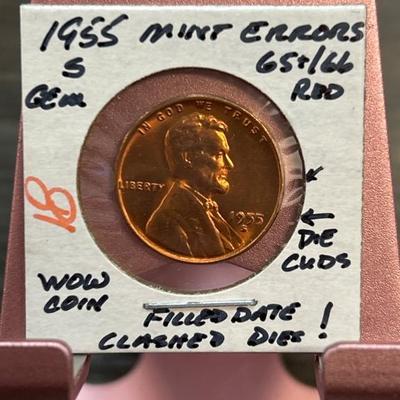 1955 MINT ERRORS
S 65+/66
GEM RED
IN GOD WE TRUST
LIBERTY
1955
S
18
DIE
CUDS
WOW
COIN
FILLED DATE
CLASHED DIES !